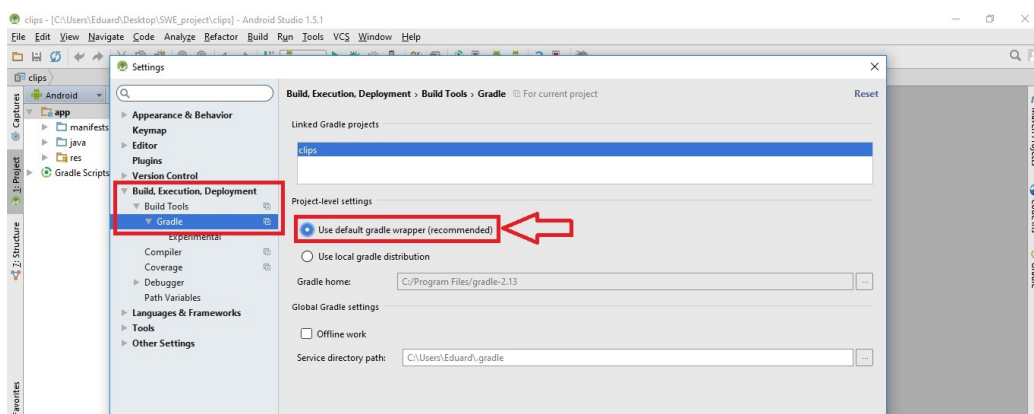 clips - [C:\Users\Eduard\Desktop\SWE_project\clips] - Android Studio 1.5.1
File Edit View Navigate Code Analyze Refactor Build Run Tools VCS Window Help
clips
Settings
Android
app
manifests
java
res
Gradle Scripts
Captures
1: Project
7: Structure
Favorites
Appearance & Behavior
Keymap
Editor
Plugins
Version Control
Build, Execution, Deployment
Build Tools
Gradle
Experimental
Compiler
Coverage
Debugger
Path Variables
Languages & Frameworks
Tools
Other Settings
Build, Execution, Deployment › Build Tools › Gradle For current project Reset
Linked Gradle projects
clips
Project-level settings
Use default gradle wrapper (recommended)
Use local gradle distribution
Gradle home: C:/Program Files/gradle-2.13 ...
Global Gradle settings
Offline work
Service directory path: C:\Users\Eduard\.gradle ...